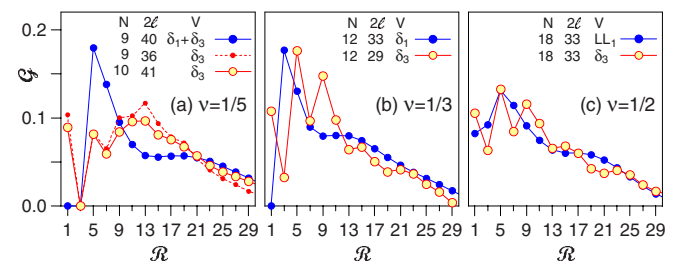 N 2ℓ V
9 40 δ₁+δ₃
9 36 δ₃
10 41 δ₃
(a) ν=1/5
N 2ℓ V
12 33 δ₁
12 29 δ₃
(b) ν=1/3
N 2ℓ V
18 33 LL₁
18 33 δ₃
(c) ν=1/2
0.2
0.1
0.0
𝒢
1 5 9 13 17 21 25 29
1 5 9 13 17 21 25 29
1 5 9 13 17 21 25 29
ℛ
ℛ
ℛ